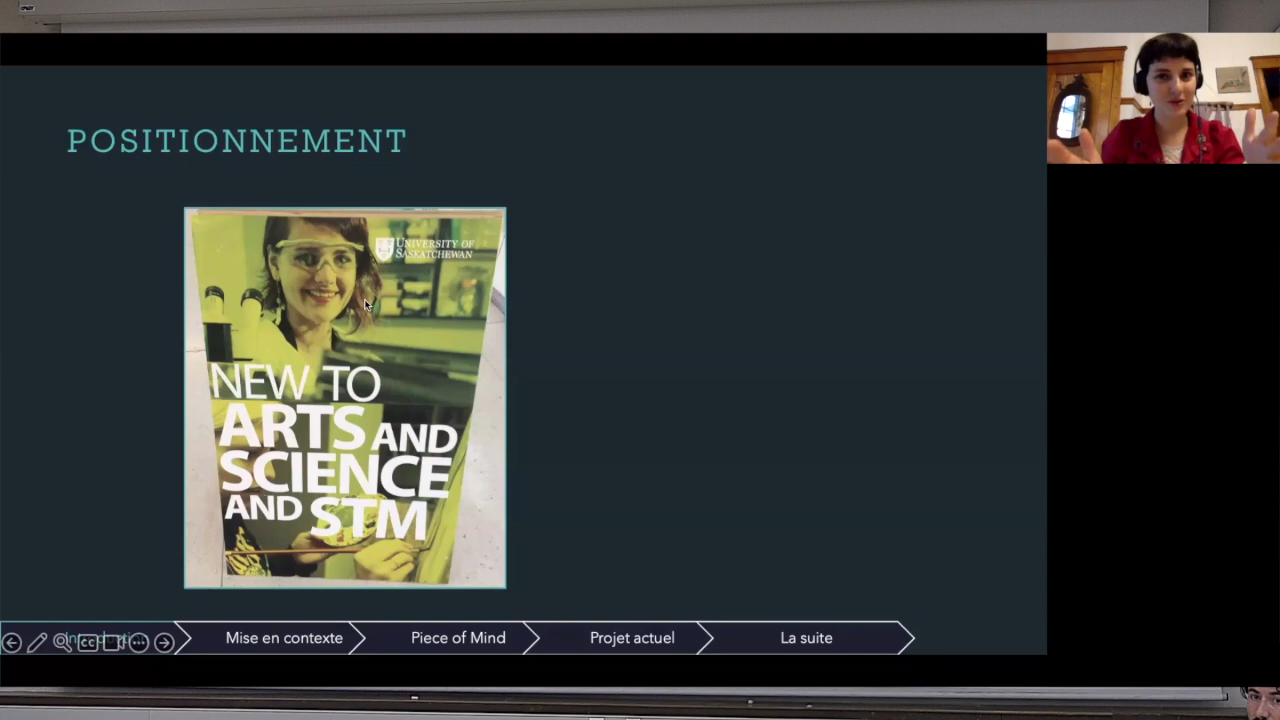 POSITIONNEMENT
UNIVERSITY OF
SASKATCHEWAN
NEW TO
ARTS AND
SCIENCE
AND STM
Mise en contexte
Piece of Mind
Projet actuel
La suite